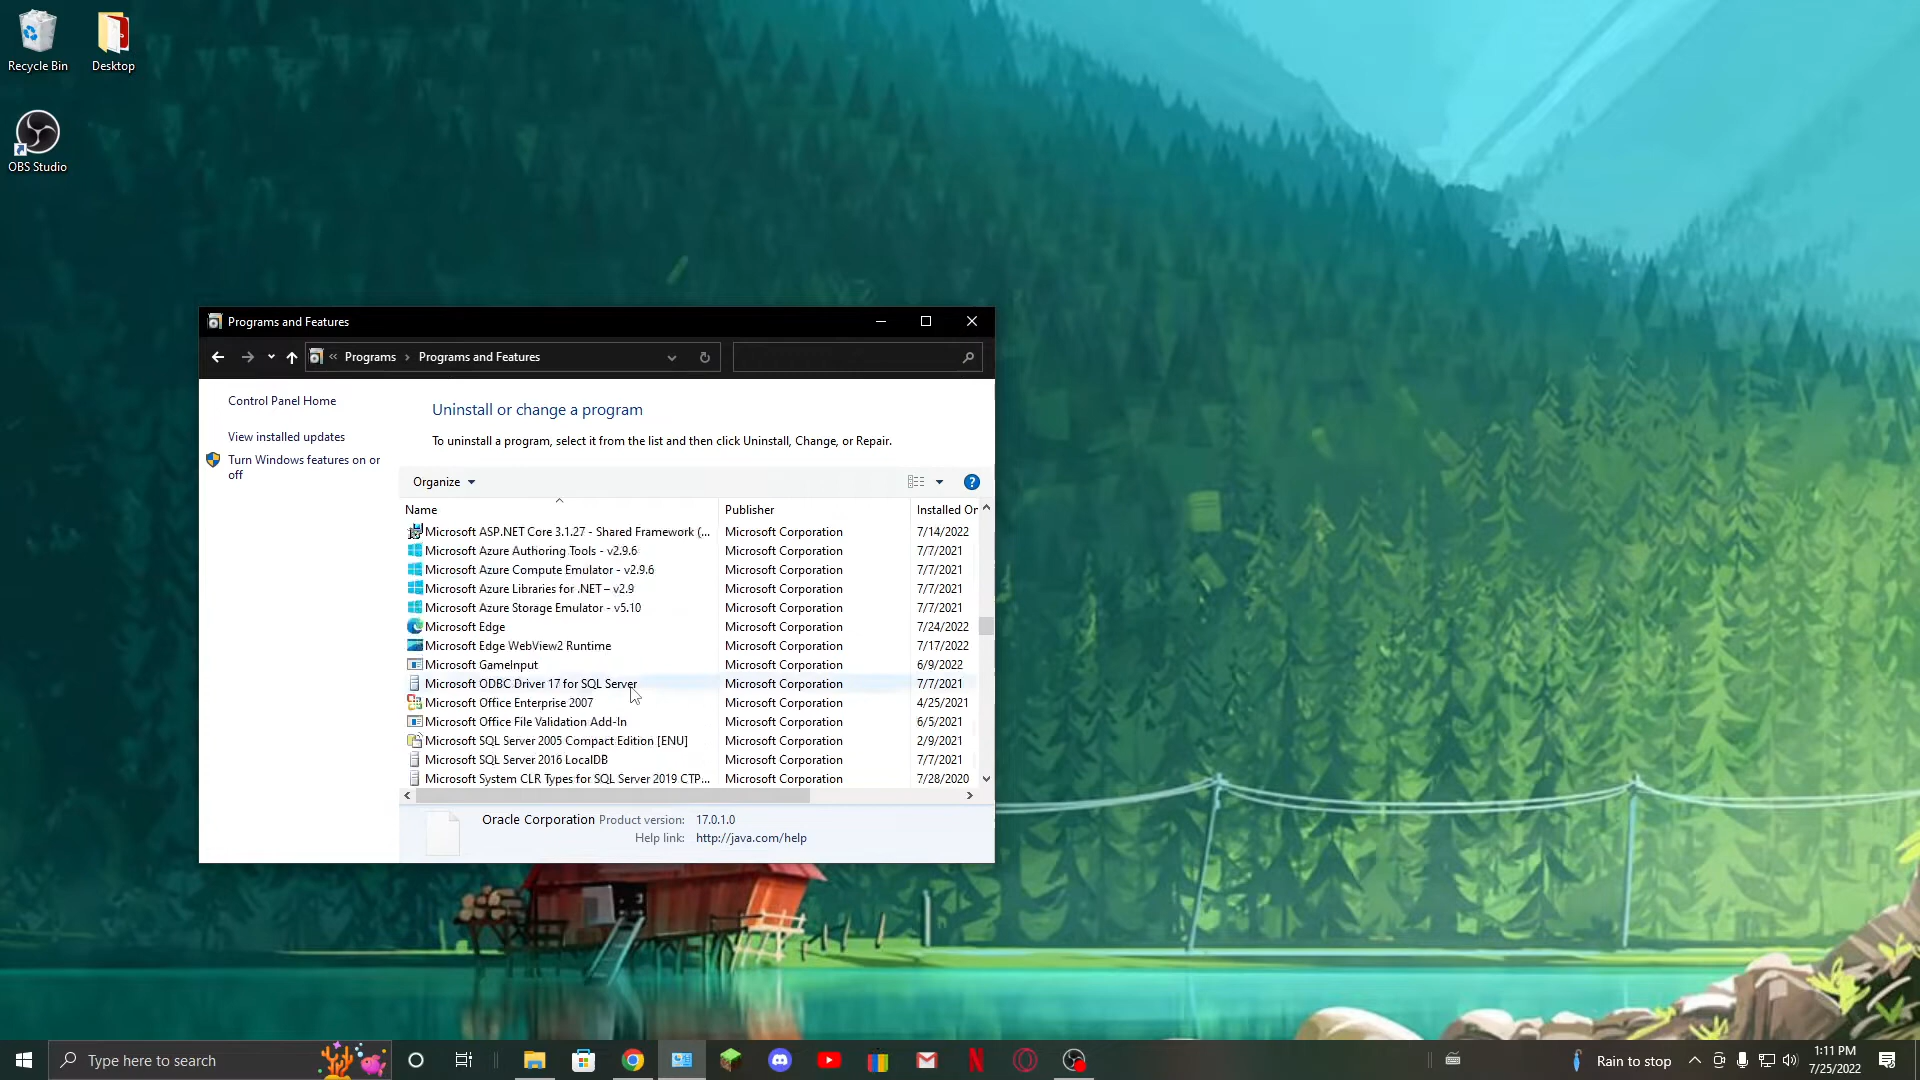 Recycle Bin
Desktop
OBS Studio
Programs and Features
« Programs › Programs and Features
Control Panel Home
View installed updates
Turn Windows features on or
off
Uninstall or change a program
To uninstall a program, select it from the list and then click Uninstall, Change, or Repair.
Organize
Name Publisher Installed On
Microsoft ASP.NET Core 3.1.27 - Shared Framework (... Microsoft Corporation 7/14/2022
Microsoft Azure Authoring Tools - v2.9.6 Microsoft Corporation 7/7/2021
Microsoft Azure Compute Emulator - v2.9.6 Microsoft Corporation 7/7/2021
Microsoft Azure Libraries for .NET – v2.9 Microsoft Corporation 7/7/2021
Microsoft Azure Storage Emulator - v5.10 Microsoft Corporation 7/7/2021
Microsoft Edge Microsoft Corporation 7/24/2022
Microsoft Edge WebView2 Runtime Microsoft Corporation 7/17/2022
Microsoft GameInput Microsoft Corporation 6/9/2022
Microsoft ODBC Driver 17 for SQL Server Microsoft Corporation 7/7/2021
Microsoft Office Enterprise 2007 Microsoft Corporation 4/25/2021
Microsoft Office File Validation Add-In Microsoft Corporation 6/5/2021
Microsoft SQL Server 2005 Compact Edition [ENU] Microsoft Corporation 2/9/2021
Microsoft SQL Server 2016 LocalDB Microsoft Corporation 7/7/2021
Microsoft System CLR Types for SQL Server 2019 CTP... Microsoft Corporation 7/28/2020
Oracle Corporation Product version: 17.0.1.0
Help link: http://java.com/help
Type here to search
Rain to stop
1:11 PM
7/25/2022